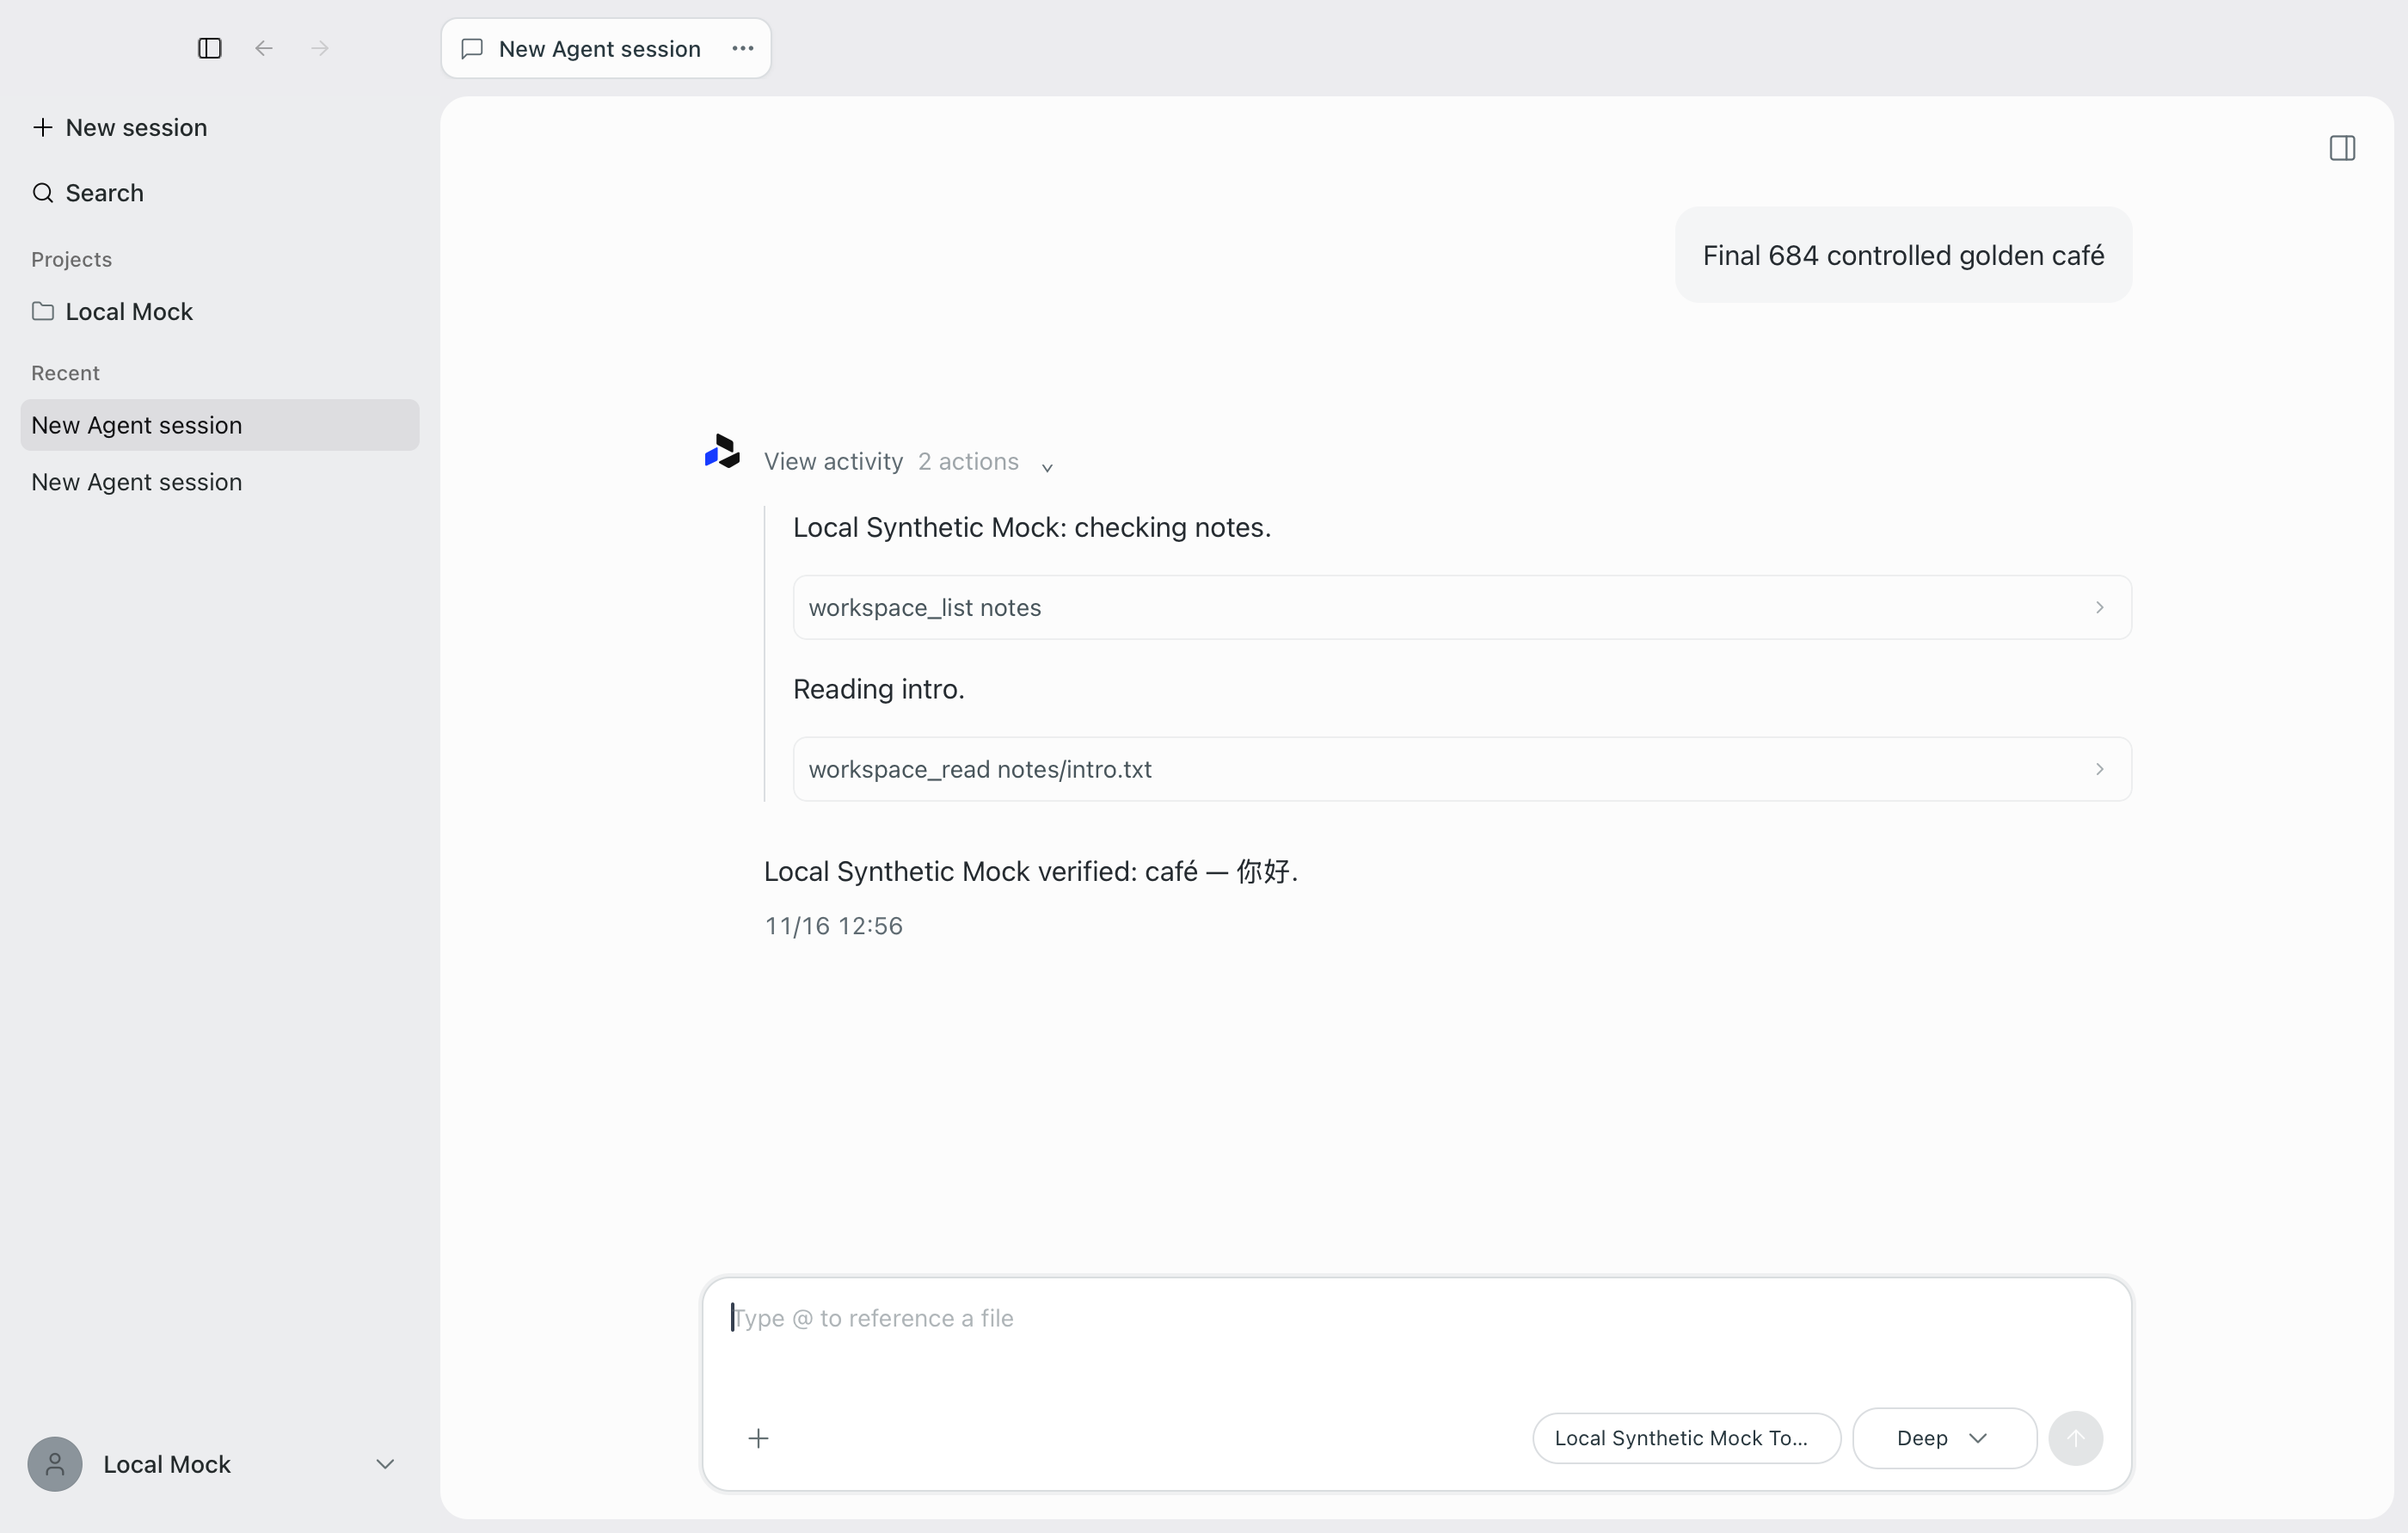 New Agent session
New session
Search
Projects
Local Mock
Recent
New Agent session
New Agent session
Final 684 controlled golden café
View activity 2 actions
Local Synthetic Mock: checking notes.
workspace_list notes
Reading intro.
workspace_read notes/intro.txt
Local Synthetic Mock verified: café — 你好.
11/16 12:56
Type @ to reference a file
Local Synthetic Mock To... Deep
Local Mock